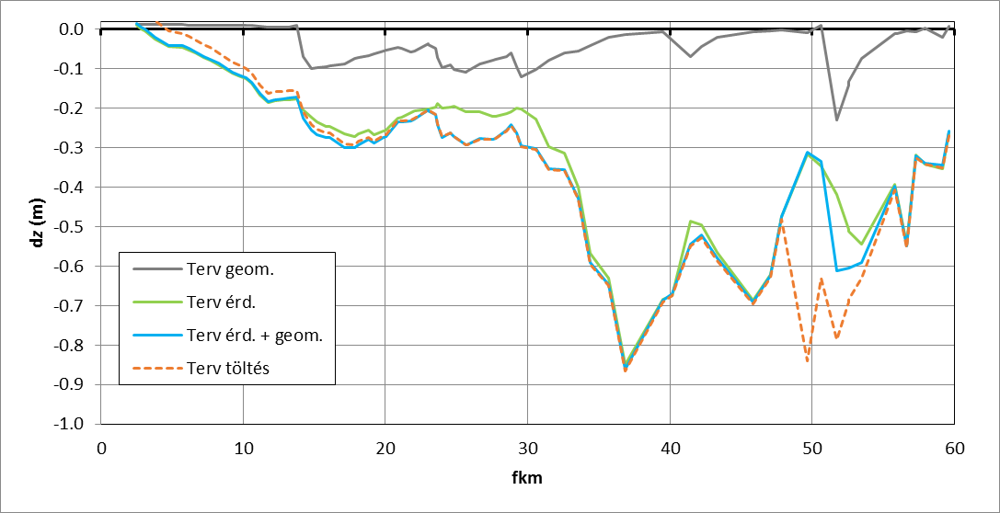 0.0
-0.1
-0.2
-0.3
-0.4
-0.5
-0.6
-0.7
-0.8
-0.9
-1.0
dz (m)
Terv geom.
Terv érd.
Terv érd. + geom.
Terv töltés
0 10 20 30 40 50 60
fkm